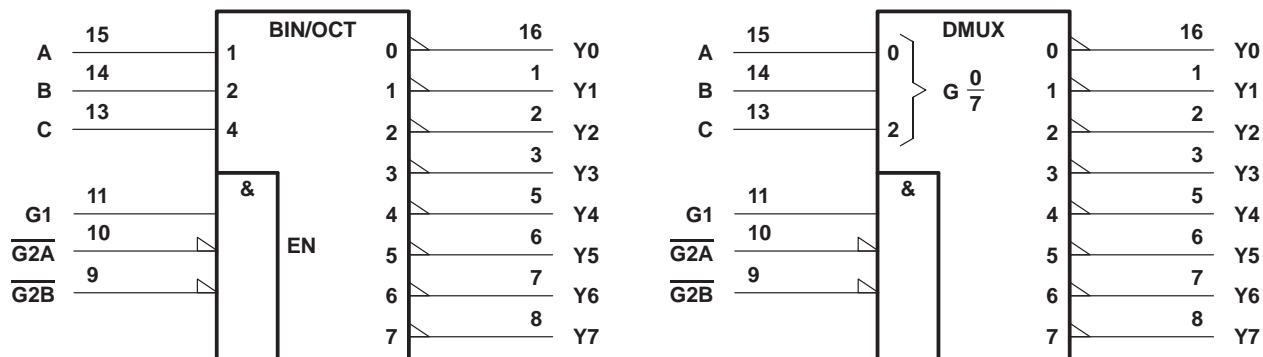 BIN/OCT
A 15 1
B 14 2
C 13 4
&
G1 11
G2A 10
EN
G2B 9
0 16 Y0
1 1 Y1
2 2 Y2
3 3 Y3
4 5 Y4
5 6 Y5
6 7 Y6
7 8 Y7
DMUX
A 15 0
B 14
C 13 2
G 0/7
&
G1 11
G2A 10
G2B 9
0 16 Y0
1 1 Y1
2 2 Y2
3 3 Y3
4 5 Y4
5 6 Y5
6 7 Y6
7 8 Y7